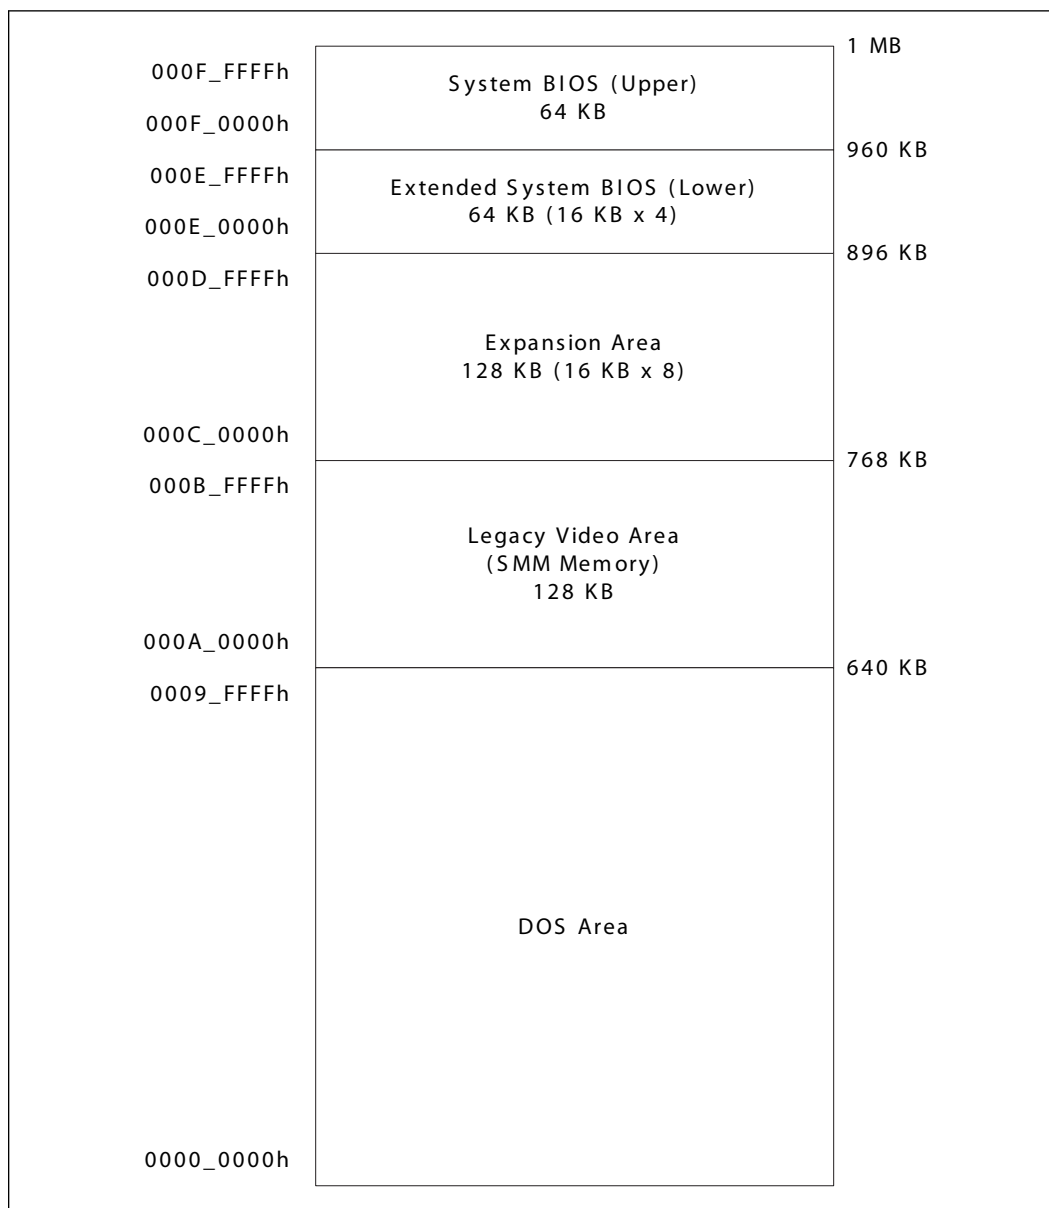 1 MB
000F_FFFFh
System BIOS (Upper)
64 KB
000F_0000h
960 KB
000E_FFFFh
Extended System BIOS (Lower)
64 KB (16 KB x 4)
000E_0000h
896 KB
000D_FFFFh
Expansion Area
128 KB (16 KB x 8)
000C_0000h
768 KB
000B_FFFFh
Legacy Video Area
(SMM Memory)
128 KB
000A_0000h
640 KB
0009_FFFFh
DOS Area
0000_0000h